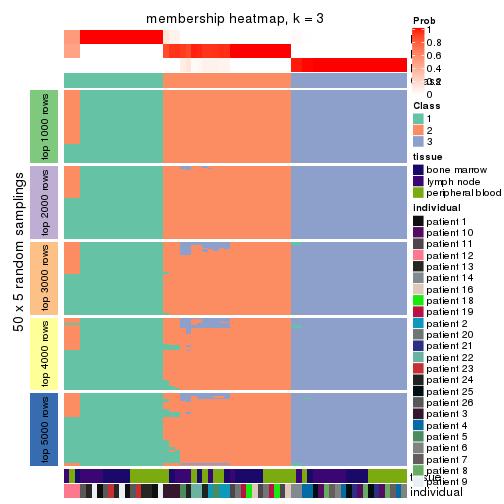 membership heatmap, k = 3
50 x 5 random samplings
top 1000 rows
top 2000 rows
top 3000 rows
top 4000 rows
top 5000 rows
Prob
1
0.8
0.6
0.4
0.2
0
Class
1
2
3
tissue
bone marrow
lymph node
peripheral blood
individual
patient 1
patient 10
patient 11
patient 12
patient 13
patient 14
patient 16
patient 18
patient 19
patient 2
patient 20
patient 21
patient 22
patient 23
patient 24
patient 25
patient 26
patient 3
patient 4
patient 5
patient 6
patient 7
patient 8
patient 9
individual